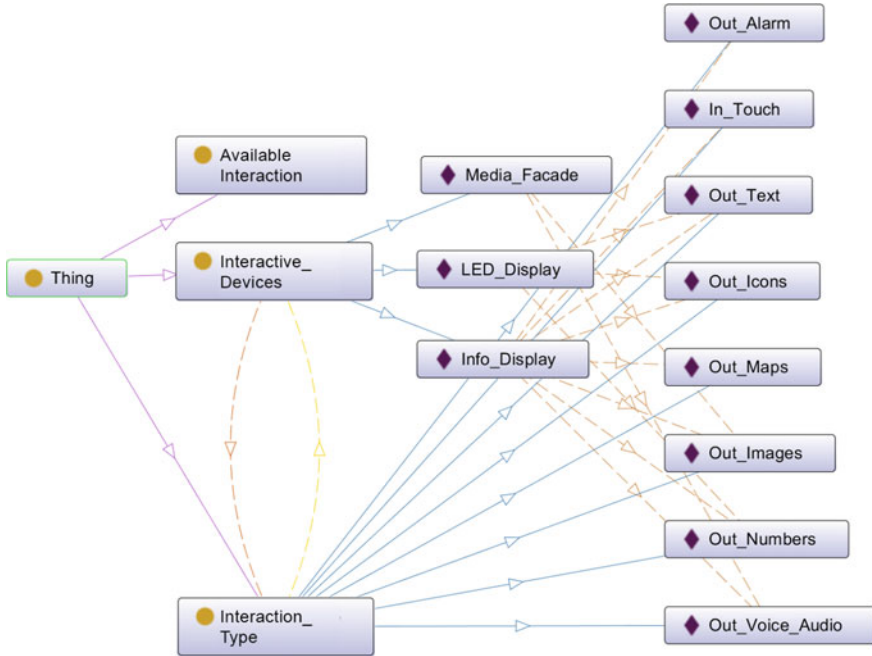 Thing
Available
Interaction
Interactive_
Devices
Interaction_
Type
Media_Facade
LED_Display
Info_Display
Out_Alarm
In_Touch
Out_Text
Out_Icons
Out_Maps
Out_Images
Out_Numbers
Out_Voice_Audio